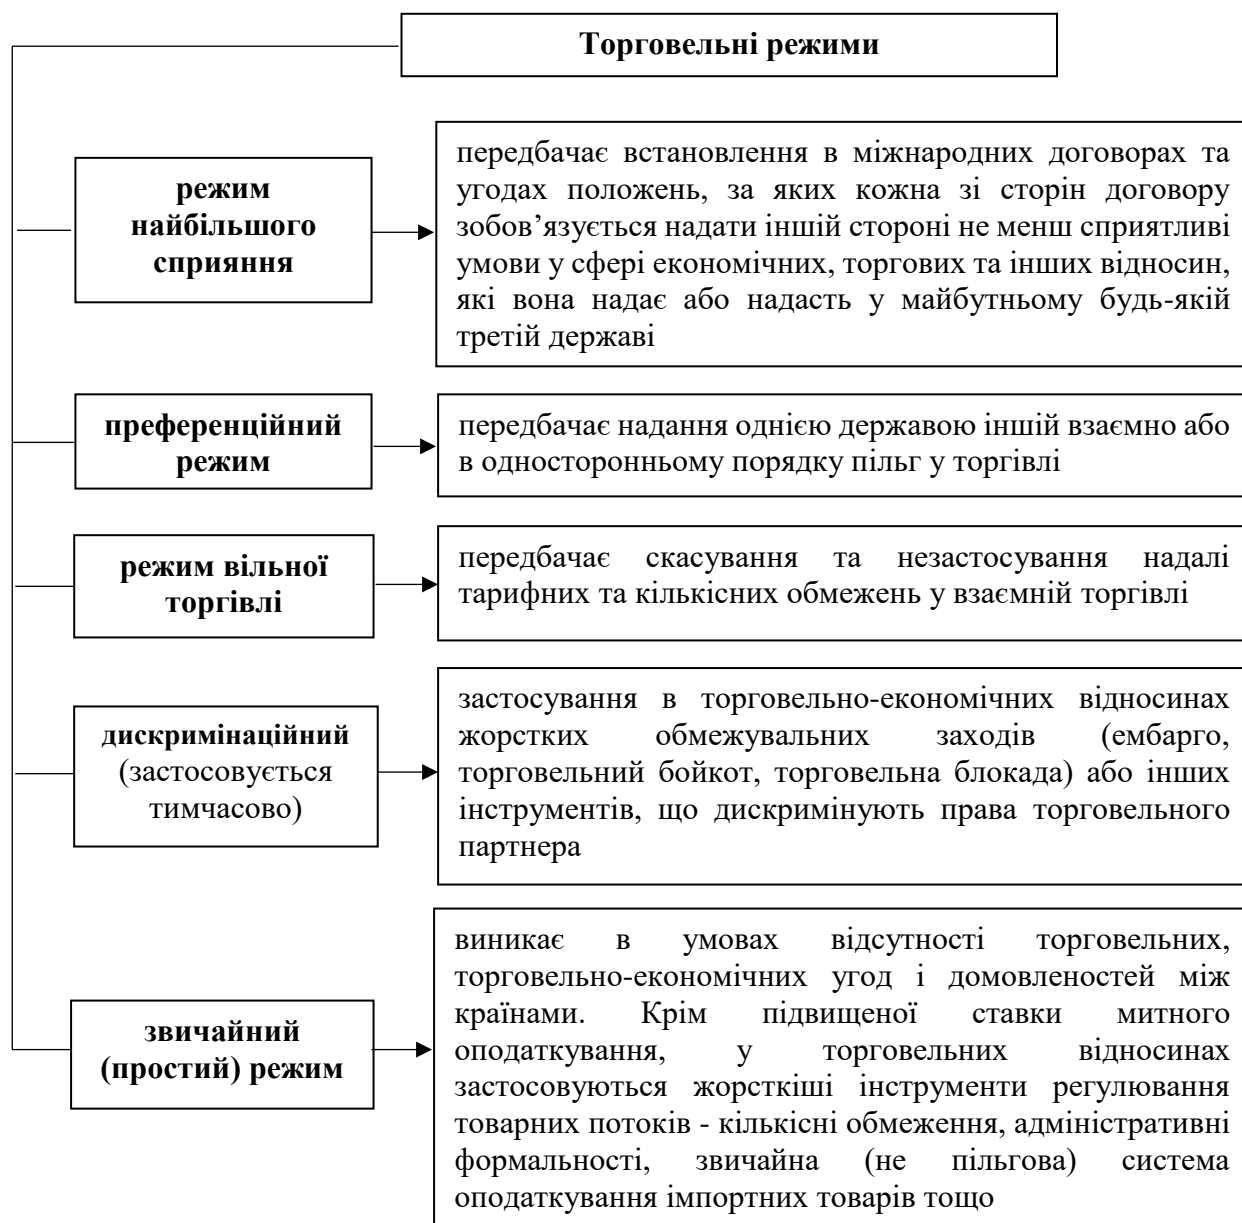 Торговельні режими
режим
найбільшого
сприяння
передбачає встановлення в міжнародних договорах та
угодах положень, за яких кожна зі сторін договору
зобов’язується надати іншій стороні не менш сприятливі
умови у сфері економічних, торгових та інших відносин,
які вона надає або надасть у майбутньому будь-якій
третій державі
преференційний
режим
передбачає надання однією державою іншій взаємно або
в односторонньому порядку пільг у торгівлі
режим вільної
торгівлі
передбачає скасування та незастосування надалі
тарифних та кількісних обмежень у взаємній торгівлі
дискримінаційний
(застосовується
тимчасово)
застосування в торговельно-економічних відносинах
жорстких обмежувальних заходів (ембарго,
торговельний бойкот, торговельна блокада) або інших
інструментів, що дискримінують права торговельного
партнера
звичайний
(простий) режим
виникає в умовах відсутності торговельних,
торговельно-економічних угод і домовленостей між
країнами. Крім підвищеної ставки митного
оподаткування, у торговельних відносинах
застосовуються жорсткіші інструменти регулювання
товарних потоків - кількісні обмеження, адміністративні
формальності, звичайна (не пільгова) система
оподаткування імпортних товарів тощо